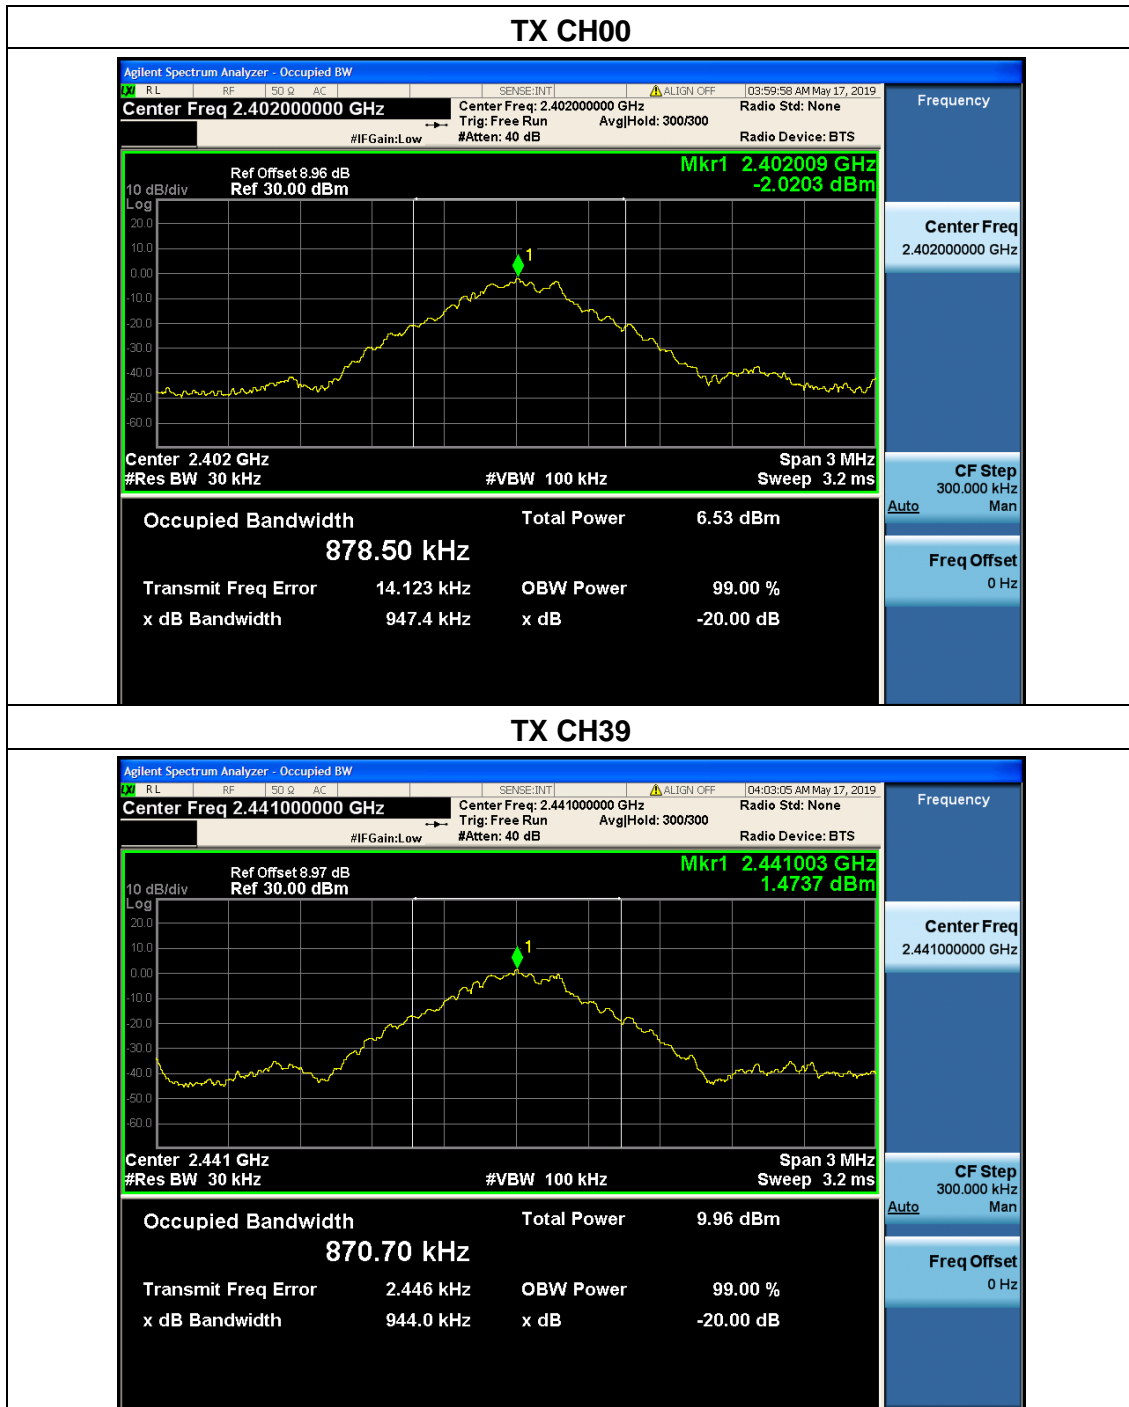 TX CH00
Agilent Spectrum Analyzer - Occupied BW
LXI RL RF 50 Ω AC SENSE:INT ALIGN OFF 03:59:58 AM May 17, 2019
Center Freq 2.402000000 GHz
Center Freq: 2.402000000 GHz
Radio Std: None
Trig: Free Run Avg|Hold: 300/300
#IFGain:Low
#Atten: 40 dB
Radio Device: BTS
Frequency
Mkr1 2.402009 GHz
-2.0203 dBm
Ref Offset 8.96 dB
10 dB/div Ref 30.00 dBm
Log
20.0
10.0
0.00
-10.0
-20.0
-30.0
-40.0
-50.0
-60.0
1
Center 2.402 GHz
Span 3 MHz
#Res BW 30 kHz
#VBW 100 kHz
Sweep 3.2 ms
Center Freq
2.402000000 GHz
CF Step
300.000 kHz
Auto Man
Freq Offset
0 Hz
Occupied Bandwidth
878.50 kHz
Total Power 6.53 dBm
Transmit Freq Error 14.123 kHz
OBW Power 99.00 %
x dB Bandwidth 947.4 kHz
x dB -20.00 dB
TX CH39
Agilent Spectrum Analyzer - Occupied BW
LXI RL RF 50 Ω AC SENSE:INT ALIGN OFF 04:03:05 AM May 17, 2019
Center Freq 2.441000000 GHz
Center Freq: 2.441000000 GHz
Radio Std: None
Trig: Free Run Avg|Hold: 300/300
#IFGain:Low
#Atten: 40 dB
Radio Device: BTS
Frequency
Mkr1 2.441003 GHz
1.4737 dBm
Ref Offset 8.97 dB
10 dB/div Ref 30.00 dBm
Log
20.0
10.0
0.00
-10.0
-20.0
-30.0
-40.0
-50.0
-60.0
1
Center 2.441 GHz
Span 3 MHz
#Res BW 30 kHz
#VBW 100 kHz
Sweep 3.2 ms
Center Freq
2.441000000 GHz
CF Step
300.000 kHz
Auto Man
Freq Offset
0 Hz
Occupied Bandwidth
870.70 kHz
Total Power 9.96 dBm
Transmit Freq Error 2.446 kHz
OBW Power 99.00 %
x dB Bandwidth 944.0 kHz
x dB -20.00 dB